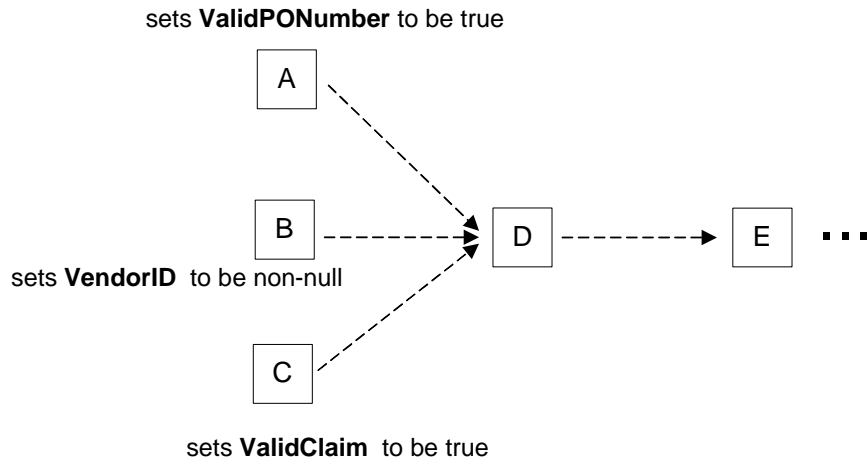 sets ValidPONumber to be true
A
B
D
E
...
sets VendorID to be non-null
C
sets ValidClaim to be true